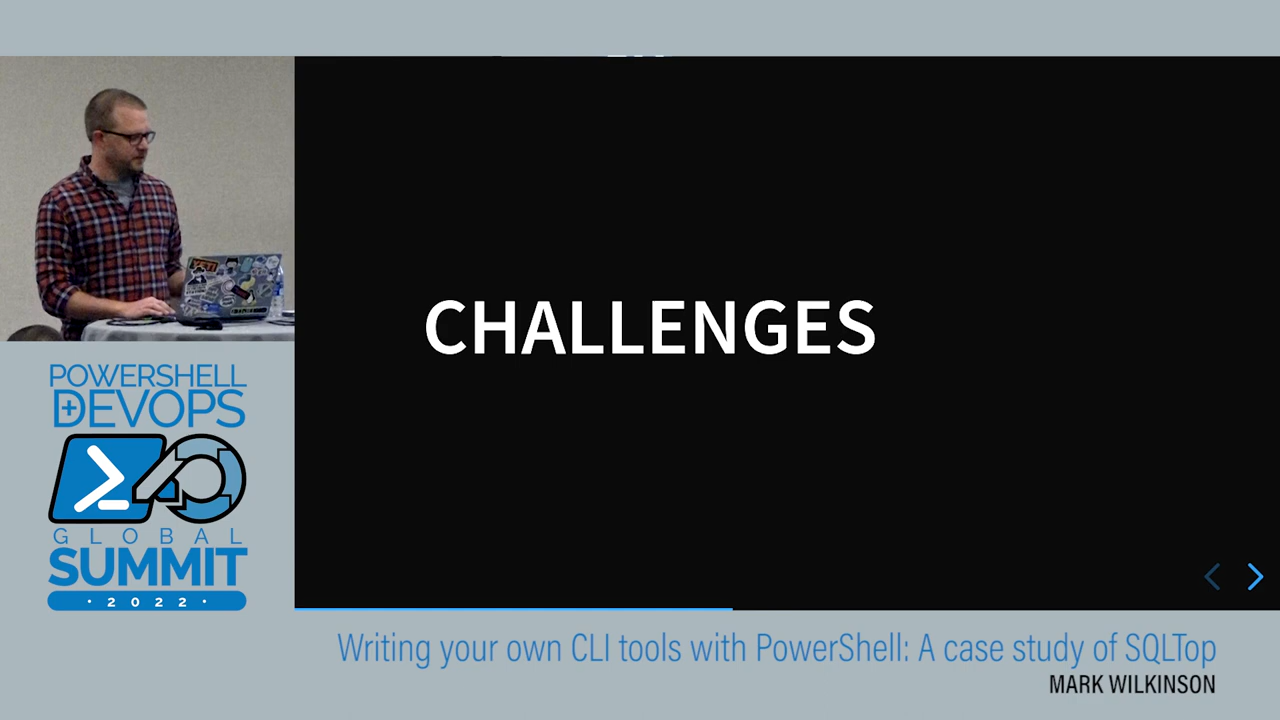 CHALLENGES
POWERSHELL
DEVOPS
GLOBAL
SUMMIT
· 2022 ·
Writing your own CLI tools with PowerShell: A case study of SQLTop
MARK WILKINSON
YETI